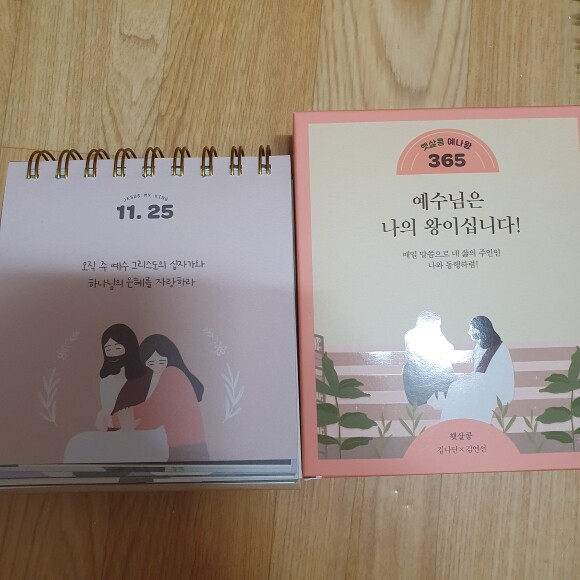 JESUS MY KING
11. 25
오직 주 예수 그리스도의 십자가와
하나님의 은혜를 자랑하라
햇살콩 예나왕
365
예수님은
나의 왕이십니다!
매일 말씀으로 내 삶의 주인인
나와 동행하렴!
햇살콩
김나단 × 김연선